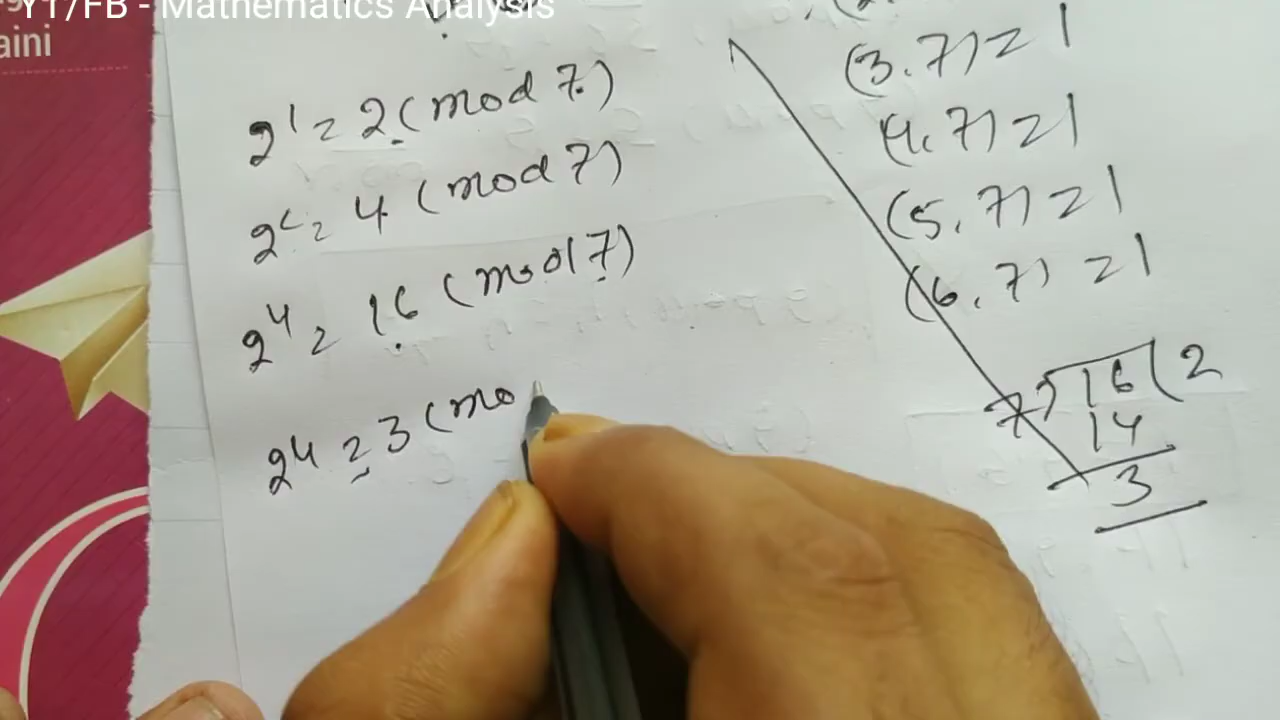 YT/FB - Mathematics Analysis
aini
2¹ = 2 (mod 7)
2² = 4 (mod 7)
2⁴ = 16 (mod 7)
2⁴ = 3 (mo
(3, 7) = 1
(4, 7) = 1
(5, 7) = 1
(6, 7) = 1
7)16(2
14
3